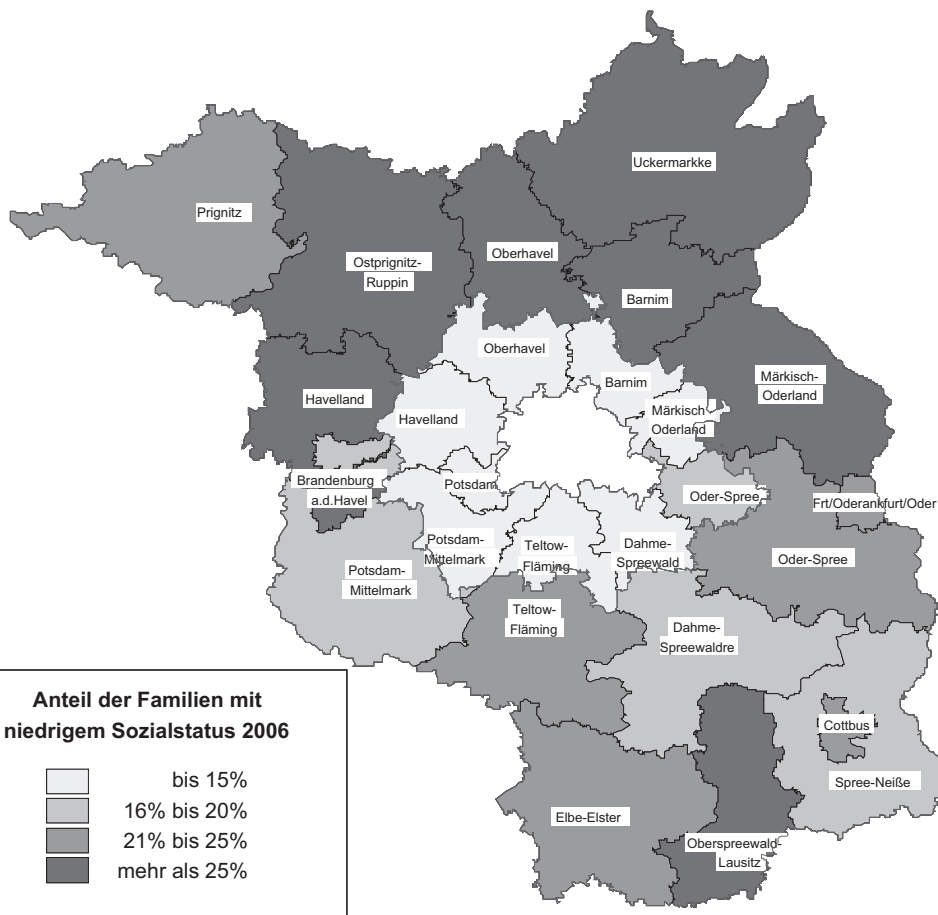 Uckermarkke
Prignitz
Ostprignitz-
Ruppin
Oberhavel
Barnim
Oberhavel
Barnim
Märkisch-
Oderland
Havelland
Havelland
Märkisch
Oderland
Brandenburg
a.d.Havel
Potsdam
Oder-Spree
Frt/Oderankfurt/Oder
Potsdam-
Mittelmark
Teltow-
Fläming
Dahme-
Spreewald
Oder-Spree
Potsdam-
Mittelmark
Teltow-
Fläming
Dahme-
Spreewaldre
Cottbus
Spree-Neiße
Elbe-Elster
Oberspreewald-
Lausitz
Anteil der Familien mit
niedrigem Sozialstatus 2006
bis 15%
16% bis 20%
21% bis 25%
mehr als 25%